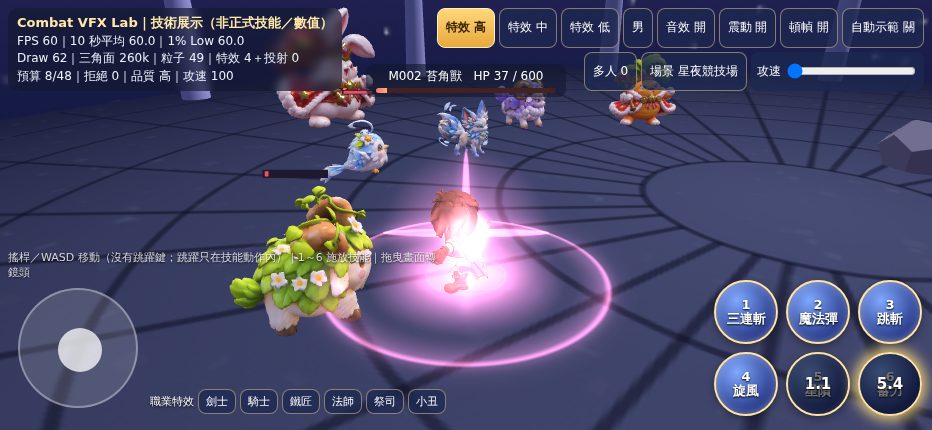 Combat VFX Lab｜技術展示（非正式技能／數值）
FPS 60｜10 秒平均 60.0｜1% Low 60.0
Draw 62｜三角面 260k｜粒子 49｜特效 4＋投射 0
預算 8/48｜拒絕 0｜品質 高｜攻速 100
特效 高
特效 中
特效 低
男
音效 開
震動 開
頓幀 開
自動示範 關
多人 0
場景 星夜競技場
攻速
M002 苔角獸 HP 37 / 600
搖桿／WASD 移動（沒有跳躍鍵；跳躍只在技能動作內）｜1～6 施放技能｜拖曳畫面轉
鏡頭
1
三連斬
2
魔法彈
3
跳斬
4
旋風
5
1.1
星隕
6
5.4
蓄力
職業特效
劍士
騎士
鐵匠
法師
祭司
小丑